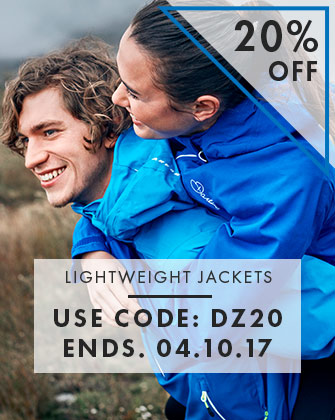 20%
OFF
LIGHTWEIGHT JACKETS
USE CODE: DZ20
ENDS. 04.10.17